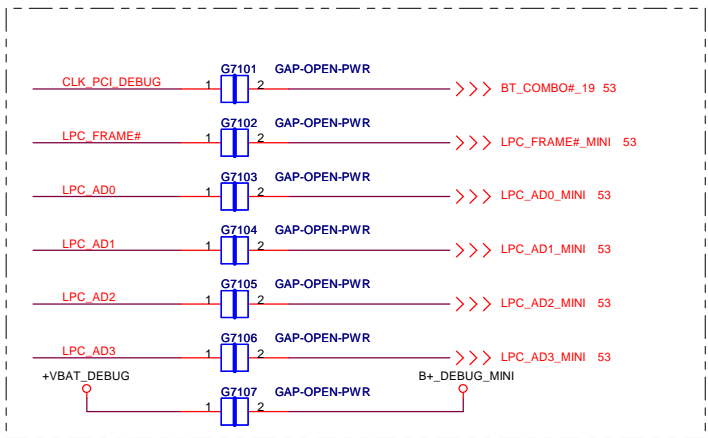 G7101 GAP-OPEN-PWR
CLK_PCI_DEBUG 1 2 BT_COMBO#_19 53
G7102 GAP-OPEN-PWR
LPC_FRAME# 1 2 LPC_FRAME#_MINI 53
G7103 GAP-OPEN-PWR
LPC_AD0 1 2 LPC_AD0_MINI 53
G7104 GAP-OPEN-PWR
LPC_AD1 1 2 LPC_AD1_MINI 53
G7105 GAP-OPEN-PWR
LPC_AD2 1 2 LPC_AD2_MINI 53
G7106 GAP-OPEN-PWR
LPC_AD3 1 2 LPC_AD3_MINI 53
+VBAT_DEBUG B+_DEBUG_MINI
G7107 GAP-OPEN-PWR
1 2